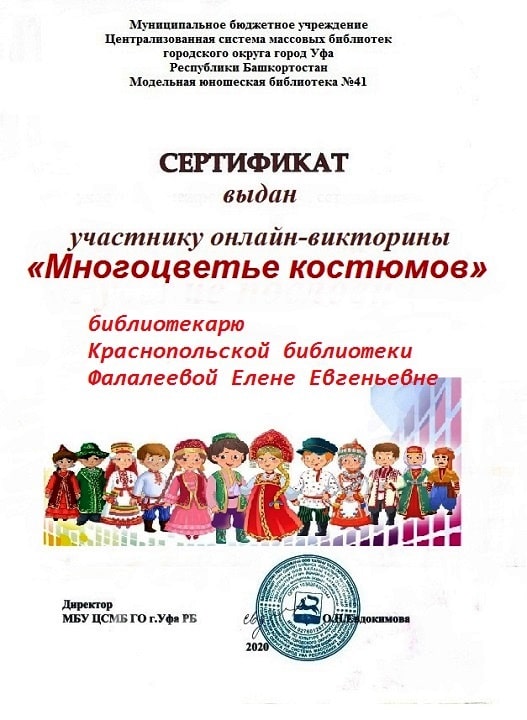 Муниципальное бюджетное учреждение
Централизованная система массовых библиотек
городского округа город Уфа
Республики Башкортостан
Модельная юношеская библиотека №41
СЕРТИФИКАТ
выдан
участнику онлайн-викторины
«Многоцветье костюмов»
библиотекарю
Краснопольской библиотеки
Фалалеевой Елене Евгеньевне
Директор
МБУ ЦСМБ ГО г.Уфа РБ
О.Н.Евдокимова
2020